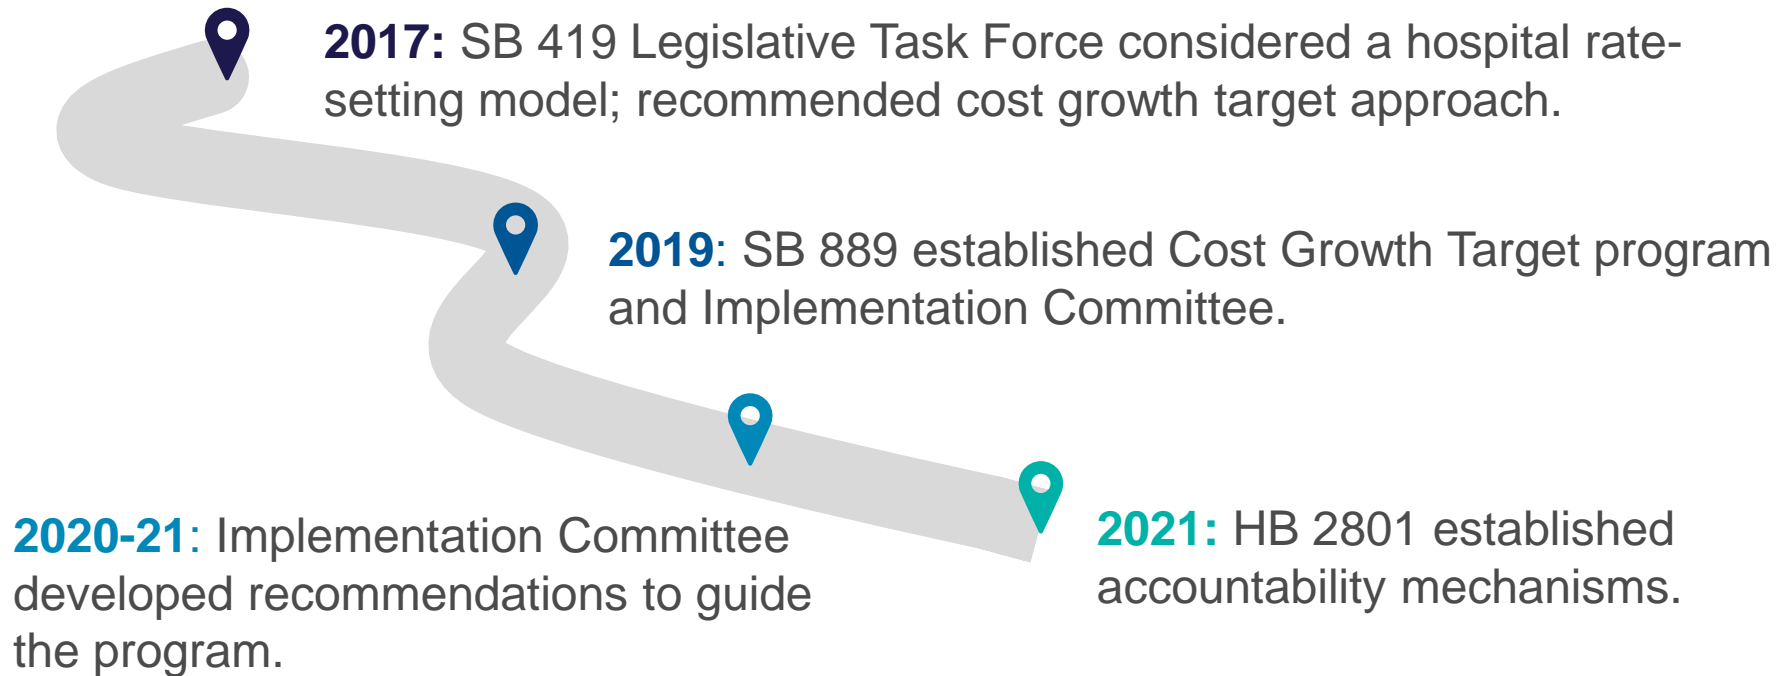 2017: SB 419 Legislative Task Force considered a hospital rate-
setting model; recommended cost growth target approach.
2019: SB 889 established Cost Growth Target program
and Implementation Committee.
2020-21: Implementation Committee
developed recommendations to guide
the program.
2021: HB 2801 established
accountability mechanisms.